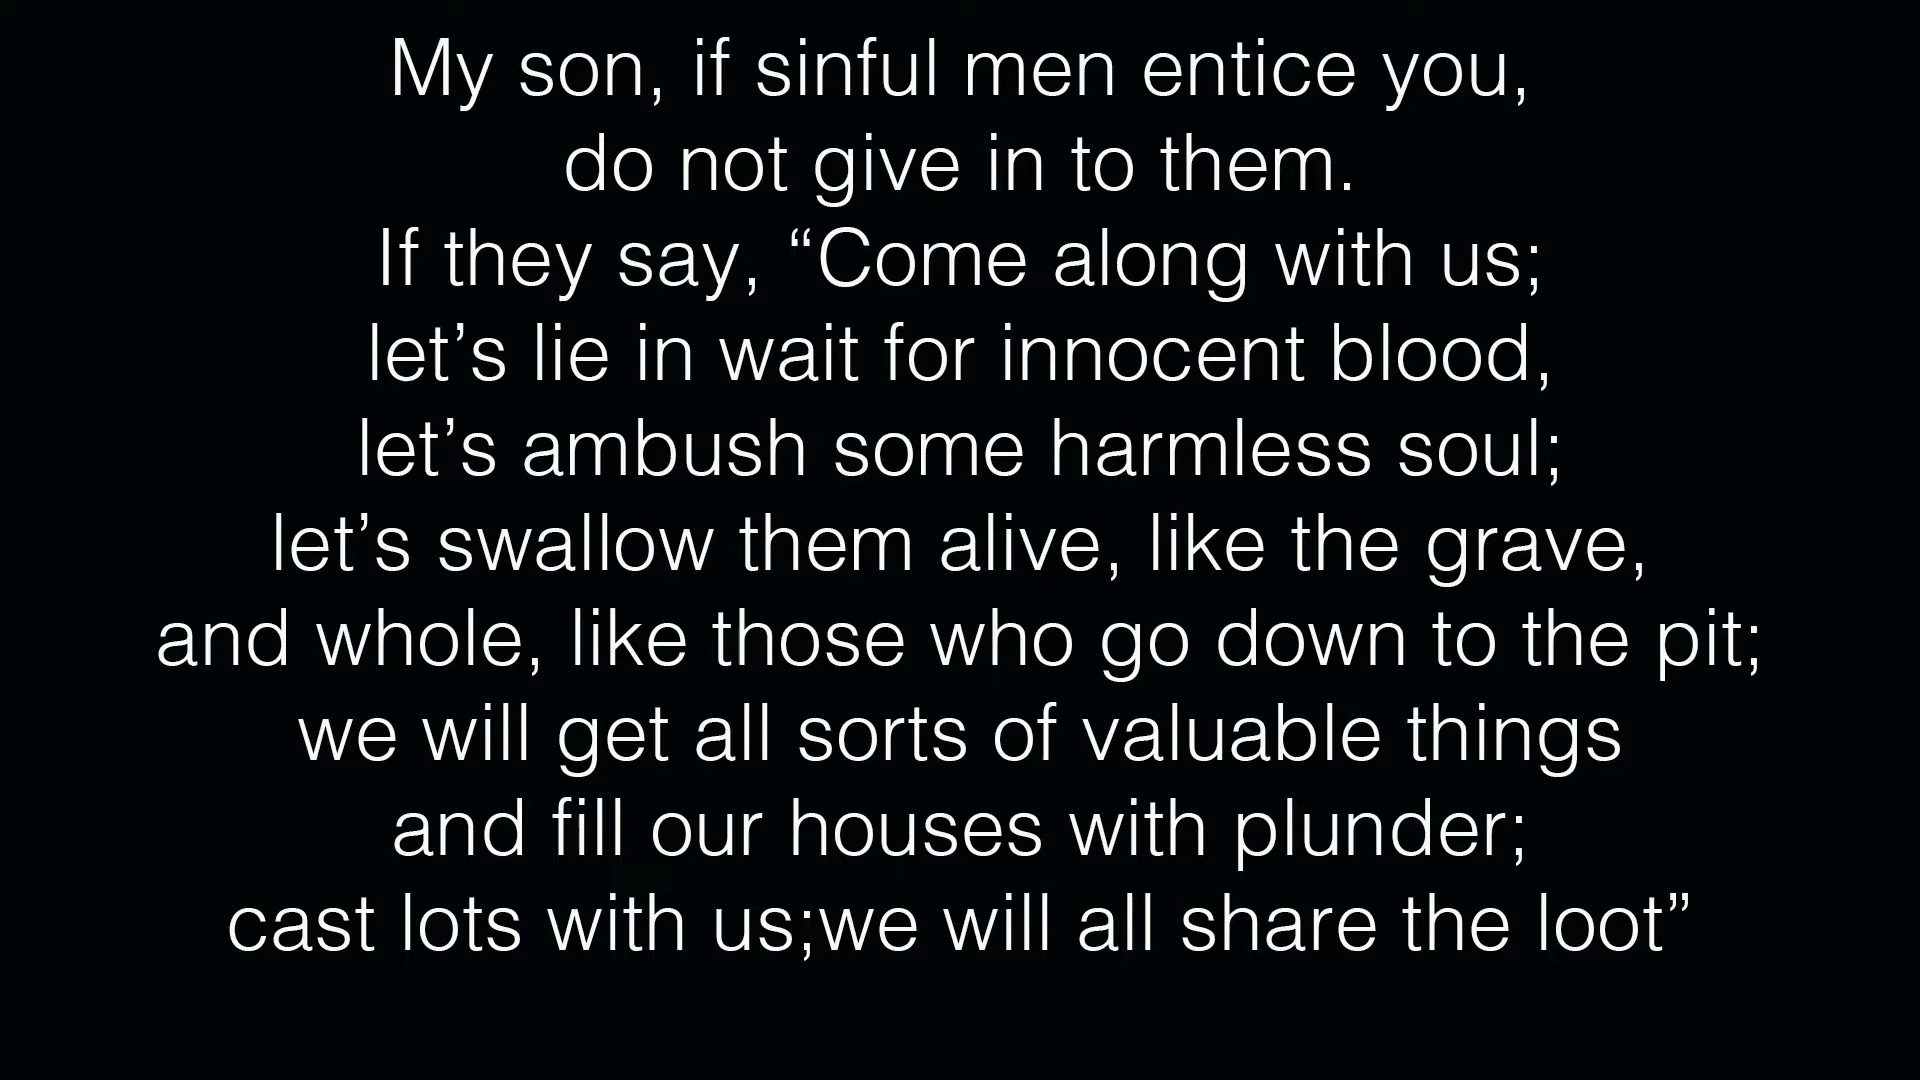 My son, if sinful men entice you,
do not give in to them.
If they say, “Come along with us;
let’s lie in wait for innocent blood,
let’s ambush some harmless soul;
let’s swallow them alive, like the grave,
and whole, like those who go down to the pit;
we will get all sorts of valuable things
and fill our houses with plunder;
cast lots with us;we will all share the loot”